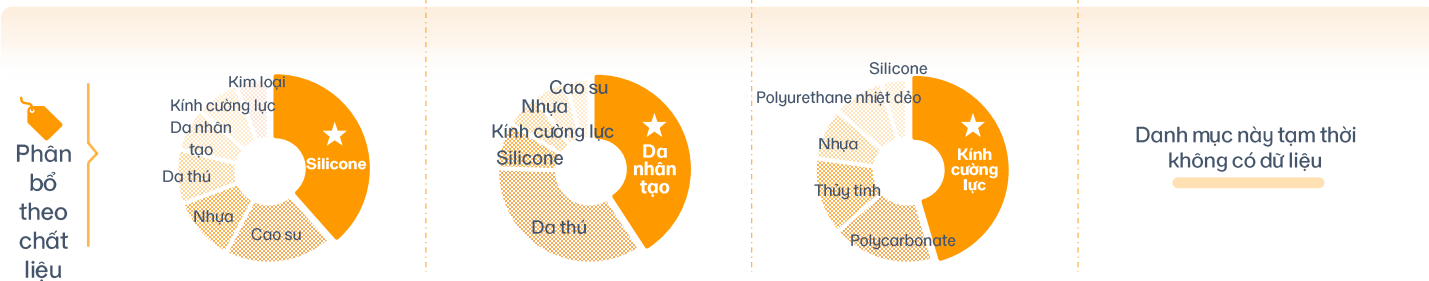 Phân
bổ
theo
chất
liệu
Kim loại
Kính cường lực
Da nhân
tạo
Da thú
Nhựa
Cao su
Silicone
Cao su
Nhựa
Kính cường lực
Silicone
Da thú
Da
nhân
tạo
Silicone
Polyurethane nhiệt dẻo
Nhựa
Thủy tinh
Polycarbonate
Kính
cường
lực
Danh mục này tạm thời
không có dữ liệu